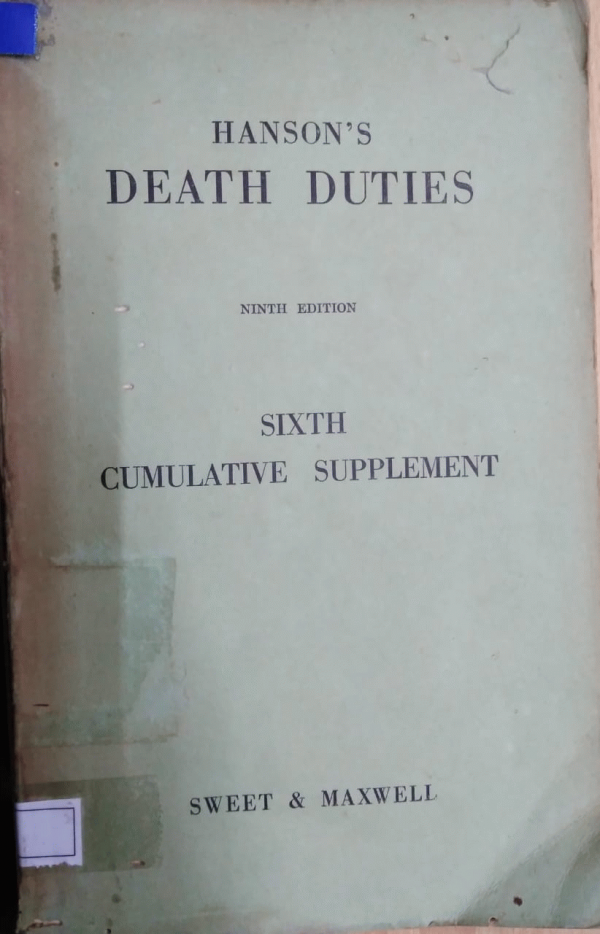 HANSON'S
DEATH DUTIES
NINTH EDITION
SIXTH
CUMULATIVE SUPPLEMENT
SWEET & MAXWELL